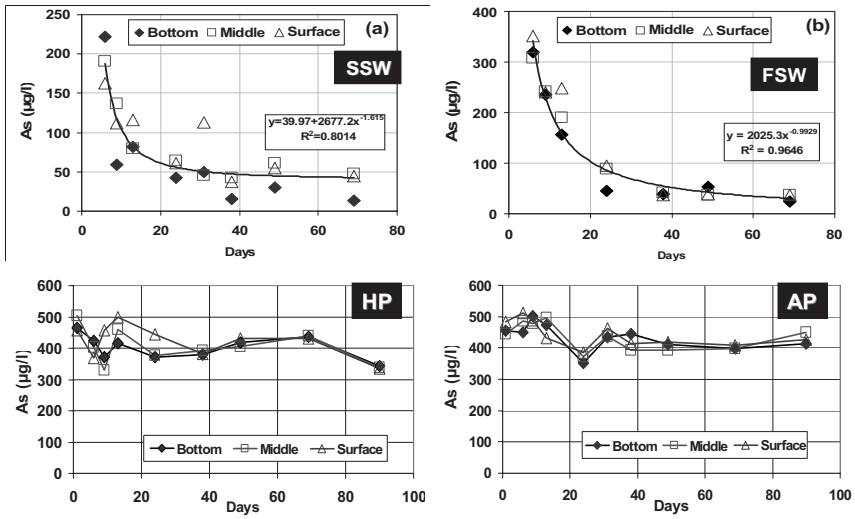 (a)
Bottom Middle Surface
SSW
As (µg/l)
250
200
150
100
50
0
y=39.97+2677.2x^-1.615
R²=0.8014
0 20 40 60 80
Days
(b)
Bottom Middle Surface
FSW
As (µg/l)
400
300
200
100
0
y = 2025.3x^-0.9929
R² = 0.9646
0 20 40 60 80
Days
HP
As (µg/l)
600
500
400
300
200
100
0
Bottom Middle Surface
0 20 40 60 80 100
Days
AP
As (µg/l)
600
500
400
300
200
100
0
Bottom Middle Surface
0 20 40 60 80 100
Days